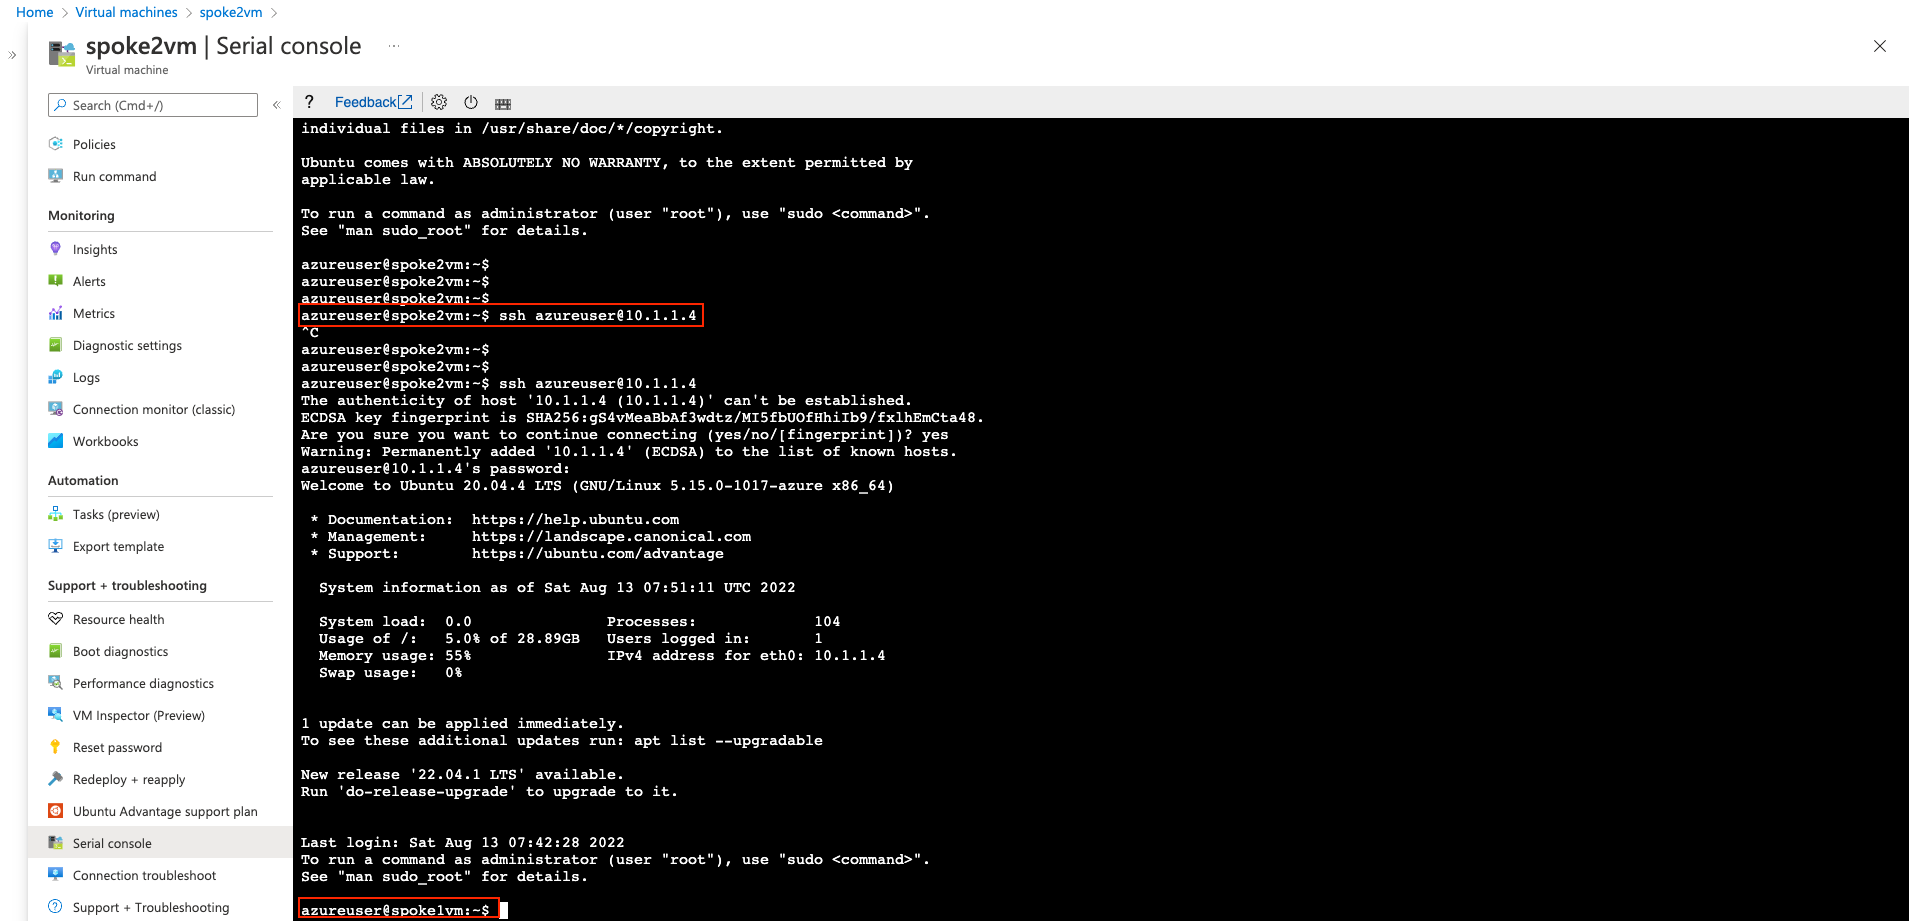 Home > Virtual machines > spoke2vm >
»
spoke2vm | Serial console ...
Virtual machine
Search (Cmd+/)
«
? Feedback
Policies
Run command
Monitoring
Insights
Alerts
Metrics
Diagnostic settings
Logs
Connection monitor (classic)
Workbooks
Automation
Tasks (preview)
Export template
Support + troubleshooting
Resource health
Boot diagnostics
Performance diagnostics
VM Inspector (Preview)
Reset password
Redeploy + reapply
Ubuntu Advantage support plan
Serial console
Connection troubleshoot
Support + Troubleshooting
individual files in /usr/share/doc/*/copyright.
Ubuntu comes with ABSOLUTELY NO WARRANTY, to the extent permitted by
applicable law.
To run a command as administrator (user "root"), use "sudo <command>".
See "man sudo_root" for details.
azureuser@spoke2vm:~$
azureuser@spoke2vm:~$
azureuser@spoke2vm:~$
azureuser@spoke2vm:~$ ssh azureuser@10.1.1.4
^C
azureuser@spoke2vm:~$
azureuser@spoke2vm:~$
azureuser@spoke2vm:~$ ssh azureuser@10.1.1.4
The authenticity of host '10.1.1.4 (10.1.1.4)' can't be established.
ECDSA key fingerprint is SHA256:gS4vMeaBbAf3wdtz/MI5fbUOfHhiIb9/fxlhEmCta48.
Are you sure you want to continue connecting (yes/no/[fingerprint])? yes
Warning: Permanently added '10.1.1.4' (ECDSA) to the list of known hosts.
azureuser@10.1.1.4's password:
Welcome to Ubuntu 20.04.4 LTS (GNU/Linux 5.15.0-1017-azure x86_64)
* Documentation: https://help.ubuntu.com
* Management: https://landscape.canonical.com
* Support: https://ubuntu.com/advantage
System information as of Sat Aug 13 07:51:11 UTC 2022
System load: 0.0 Processes: 104
Usage of /: 5.0% of 28.89GB Users logged in: 1
Memory usage: 55% IPv4 address for eth0: 10.1.1.4
Swap usage: 0%
1 update can be applied immediately.
To see these additional updates run: apt list --upgradable
New release '22.04.1 LTS' available.
Run 'do-release-upgrade' to upgrade to it.
Last login: Sat Aug 13 07:42:28 2022
To run a command as administrator (user "root"), use "sudo <command>".
See "man sudo_root" for details.
azureuser@spoke1vm:~$